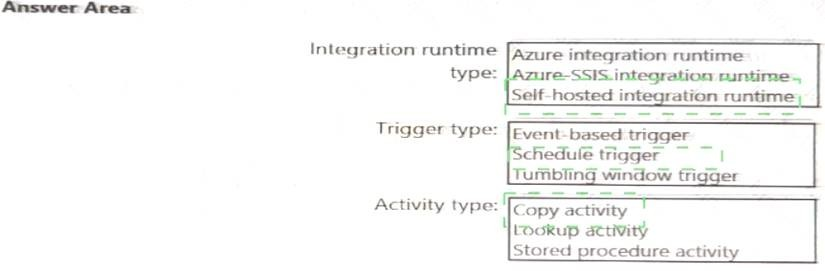 Answer Area
Integration runtime type:
Azure integration runtime
Azure-SSIS integration runtime
Self-hosted integration runtime
Trigger type:
Event-based trigger
Schedule trigger
Tumbling window trigger
Activity type:
Copy activity
Lookup activity
Stored procedure activity